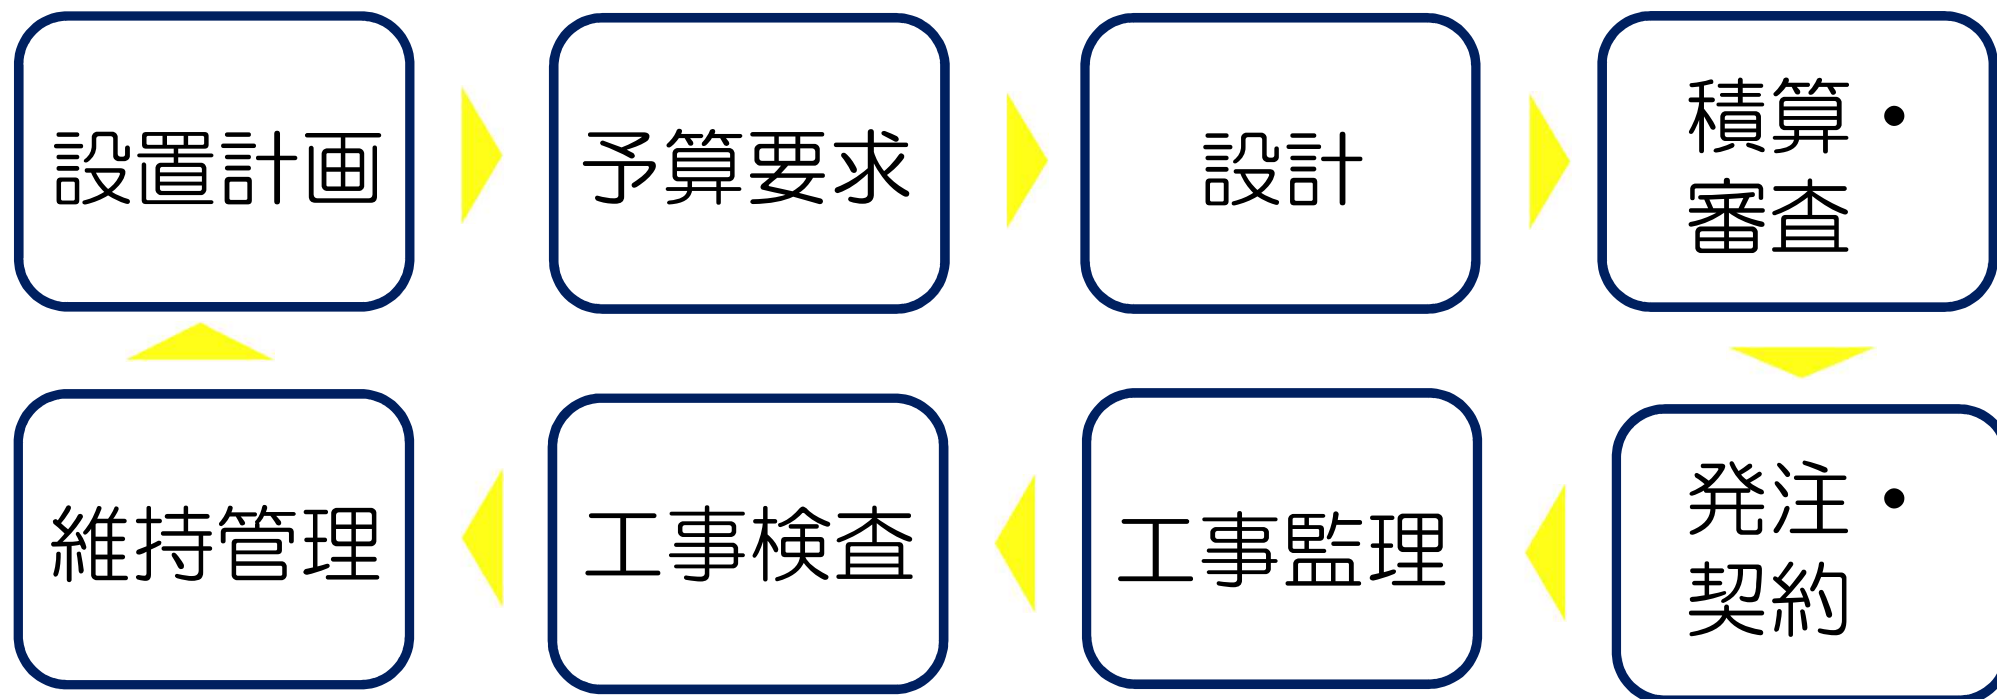 設置計画
予算要求
設計
積算・
審査
発注・
契約
工事監理
工事検査
維持管理